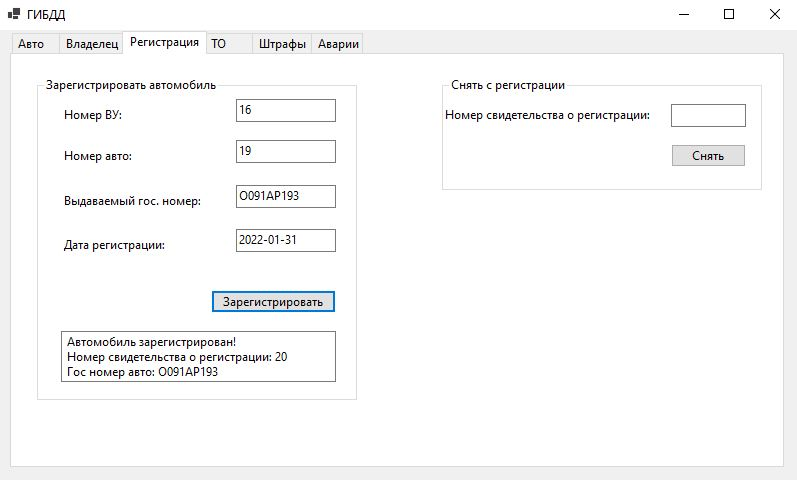 ГИБДД
Авто Владелец Регистрация ТО Штрафы Аварии
Зарегистрировать автомобиль
Номер ВУ: 16
Номер авто: 19
Выдаваемый гос. номер: О091АР193
Дата регистрации: 2022-01-31
Зарегистрировать
Автомобиль зарегистрирован!
Номер свидетельства о регистрации: 20
Гос номер авто: О091АР193
Снять с регистрации
Номер свидетельства о регистрации:
Снять